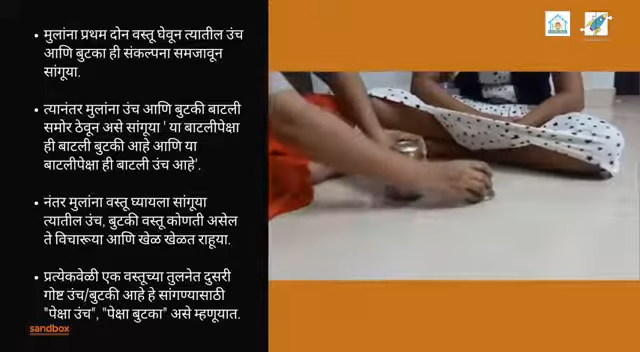 • मुलांना प्रथम दोन वस्तू घेवून त्यातील उंच
आणि बुटका ही संकल्पना समजावून
सांगूया.
• त्यानंतर मुलांना उंच आणि बुटकी बाटली
समोर ठेवून असे सांगूया ' या बाटलीपेक्षा
ही बाटली बुटकी आहे आणि या
बाटलीपेक्षा ही बाटली उंच आहे'.
• नंतर मुलांना वस्तू घ्यायला सांगूया
त्यातील उंच, बुटकी वस्तू कोणती असेल
ते विचारूया आणि खेळ खेळत राहूया.
• प्रत्येकवेळी एक वस्तूच्या तुलनेत दुसरी
गोष्ट उंच/बुटकी आहे हे सांगण्यासाठी
"पेक्षा उंच", "पेक्षा बुटका" असे म्हणूयात.
sandbox